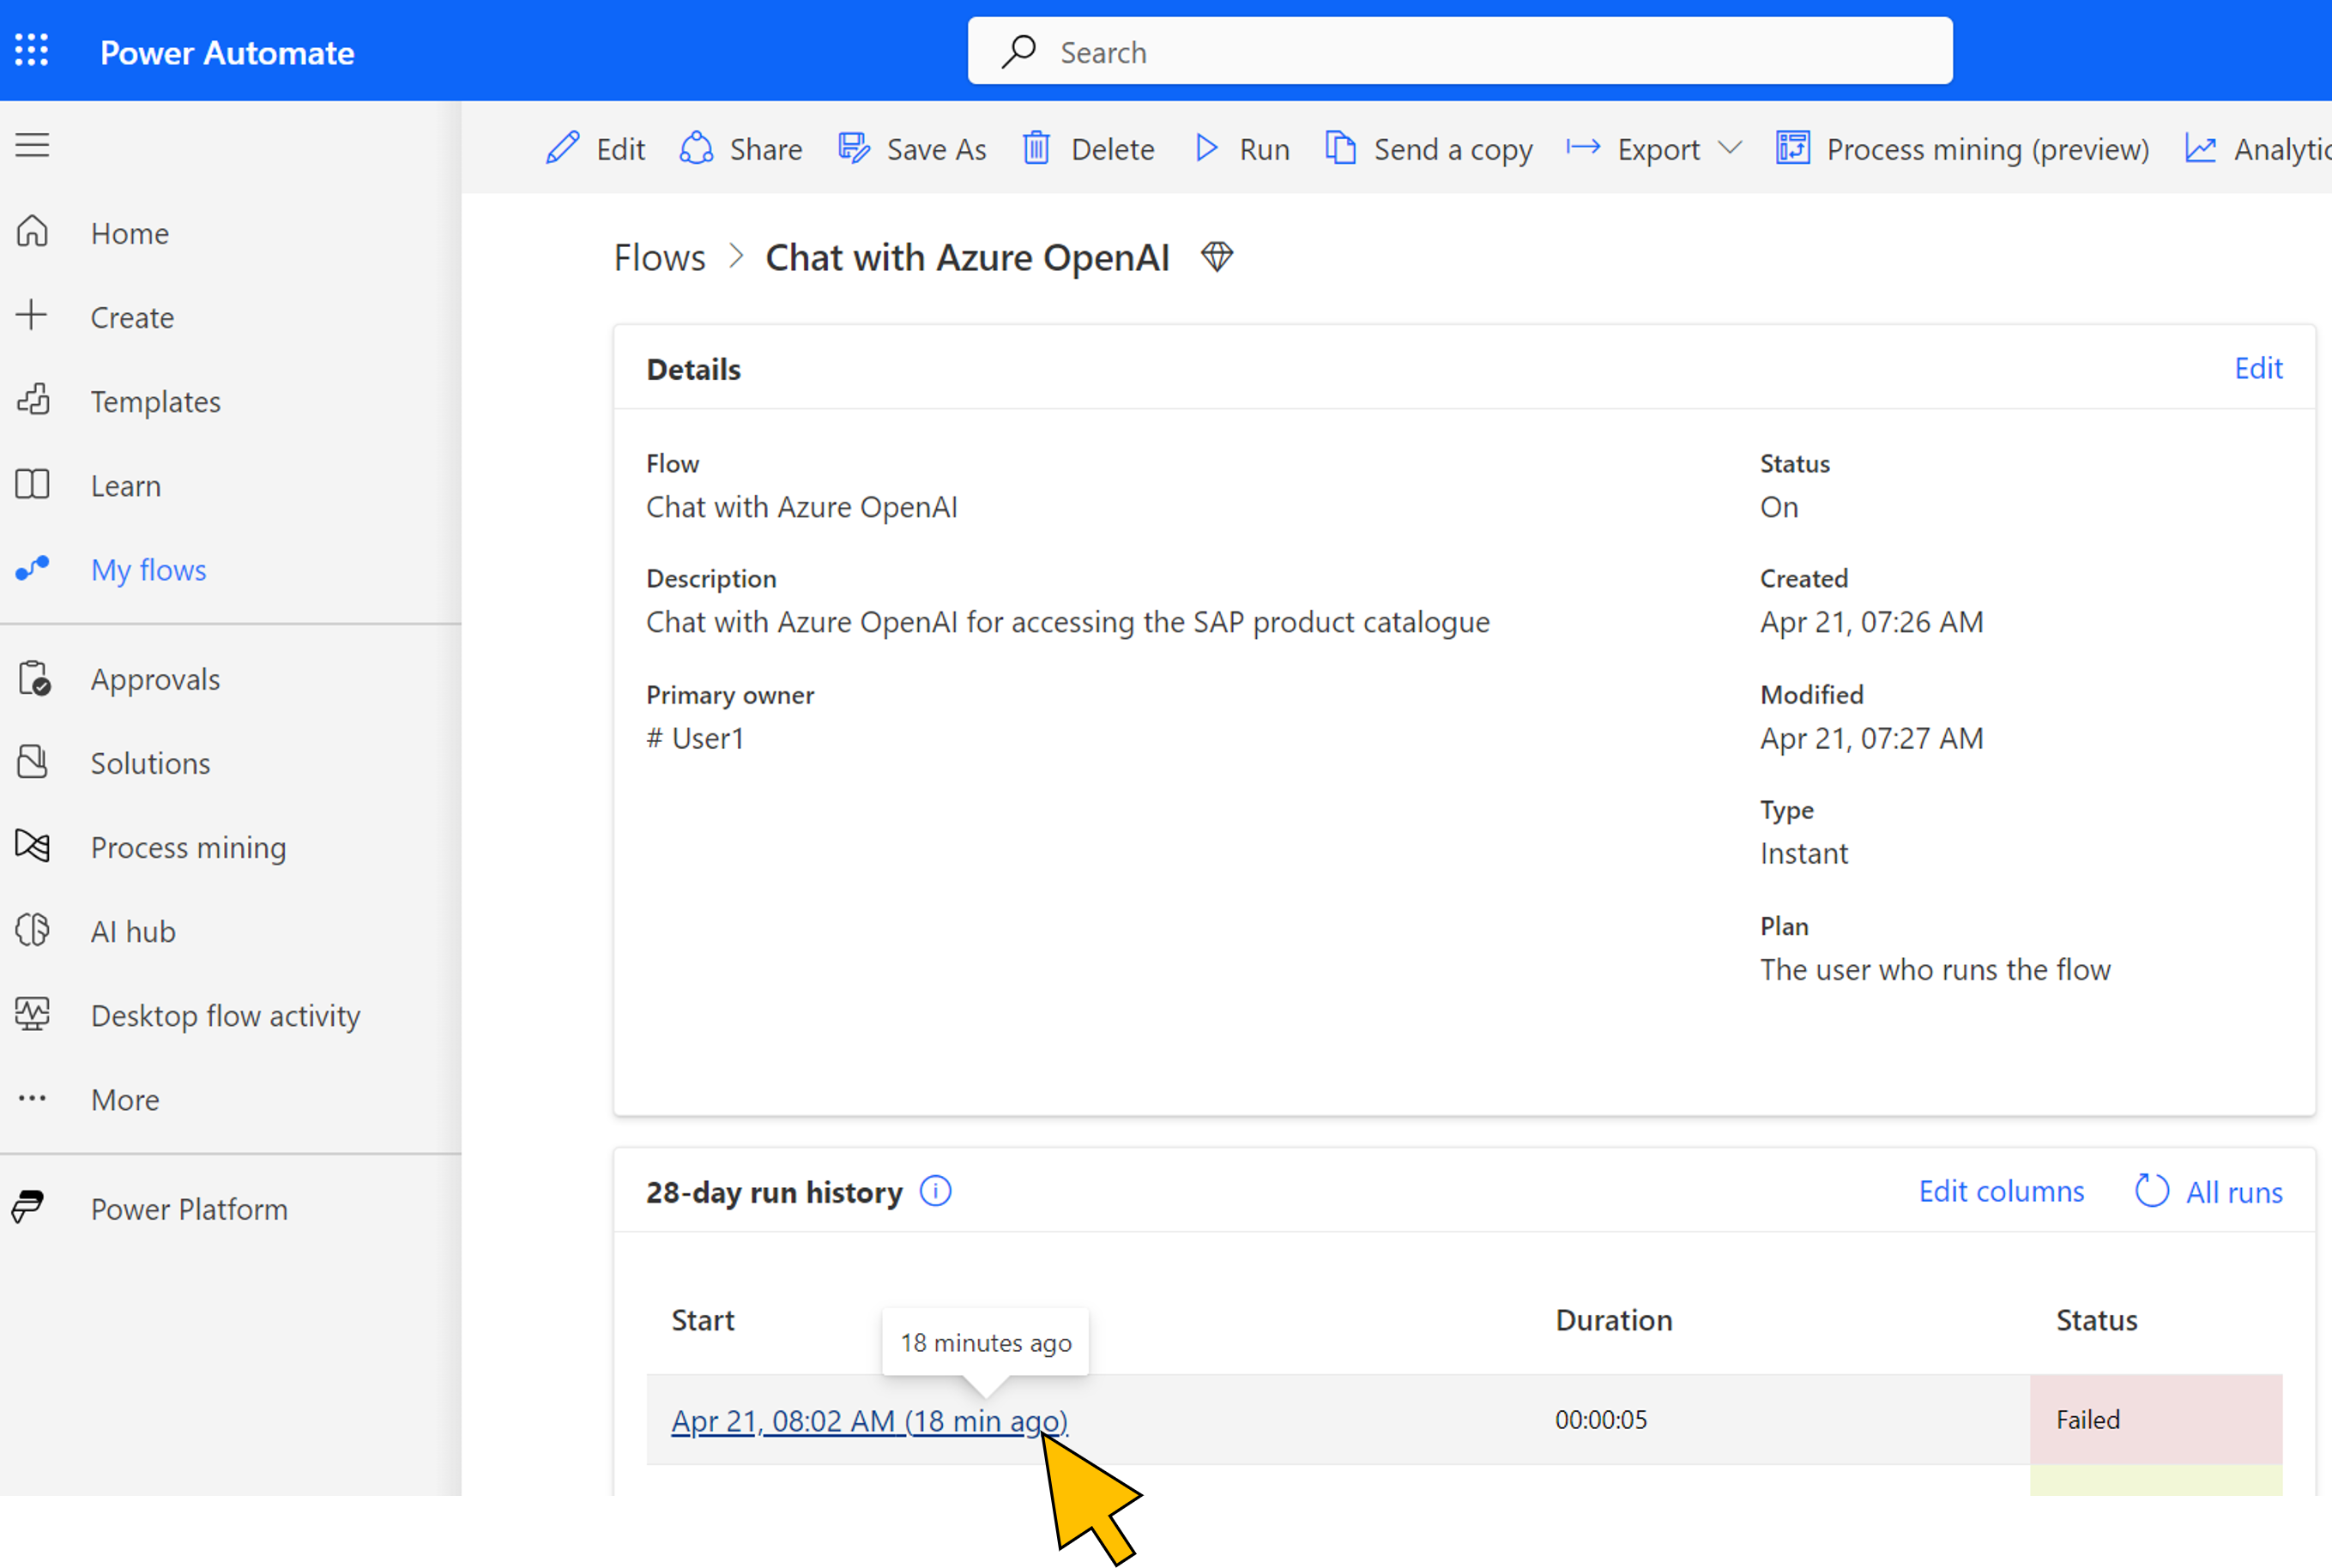 Power Automate
Search
Edit Share Save As Delete Run Send a copy Export Process mining (preview)
Home
Create
Templates
Learn
My flows
Approvals
Solutions
Process mining
AI hub
Desktop flow activity
More
Power Platform
Flows > Chat with Azure OpenAI
Details Edit
Flow
Chat with Azure OpenAI
Description
Chat with Azure OpenAI for accessing the SAP product catalogue
Primary owner
# User1
Status
On
Created
Apr 21, 07:26 AM
Modified
Apr 21, 07:27 AM
Type
Instant
Plan
The user who runs the flow
28-day run history Edit columns All runs
Start Duration Status
18 minutes ago
Apr 21, 08:02 AM (18 min ago) 00:00:05 Failed